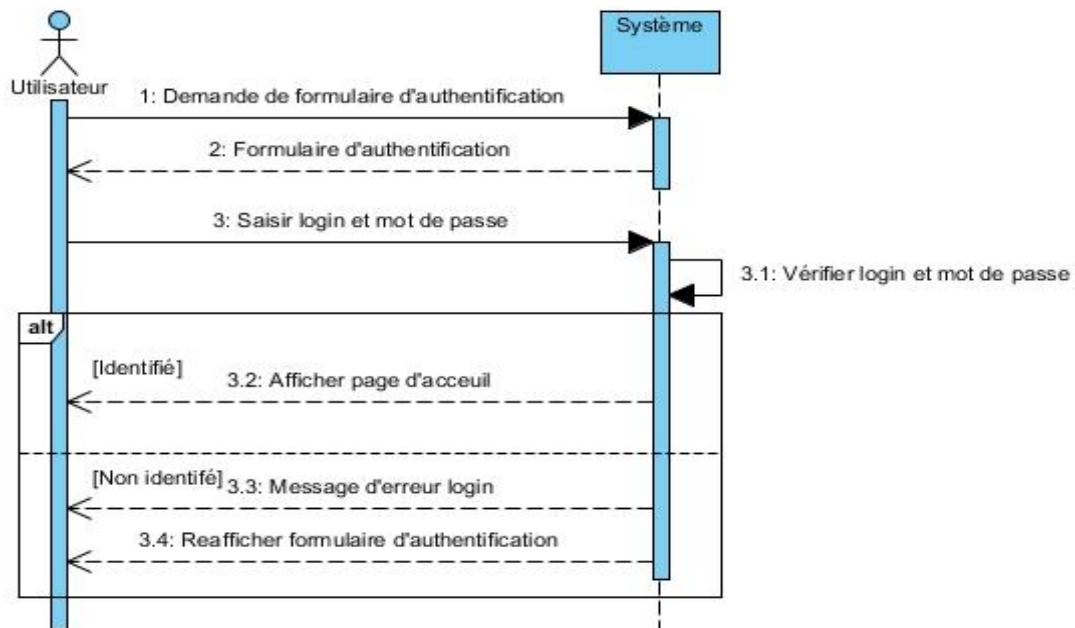 Système
Utilisateur
1: Demande de formulaire d'authentification
2: Formulaire d'authentification
3: Saisir login et mot de passe
3.1: Vérifier login et mot de passe
alt
[Identifié]
3.2: Afficher page d'acceuil
[Non identifé]
3.3: Message d'erreur login
3.4: Reafficher formulaire d'authentification